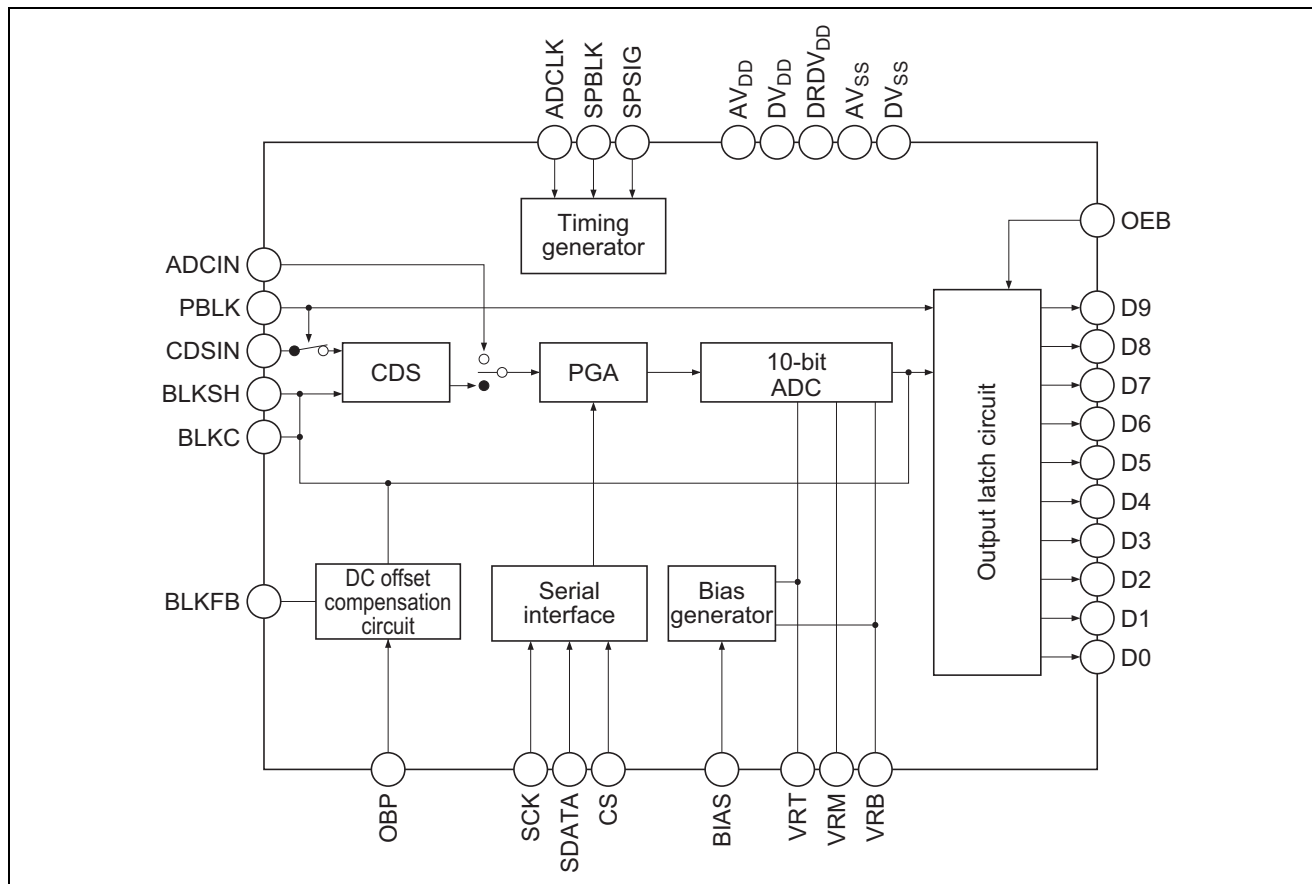 ADCLK
SPBLK
SPSIG
AVDD
DVDD
DRDVDD
AVSS
DVSS
Timing
generator
OEB
ADCIN
PBLK
CDSIN
BLKSH
BLKC
BLKFB
CDS
PGA
10-bit
ADC
Output latch circuit
D9
D8
D7
D6
D5
D4
D3
D2
D1
D0
DC offset
compensation
circuit
Serial
interface
Bias
generator
OBP
SCK
SDATA
CS
BIAS
VRT
VRM
VRB